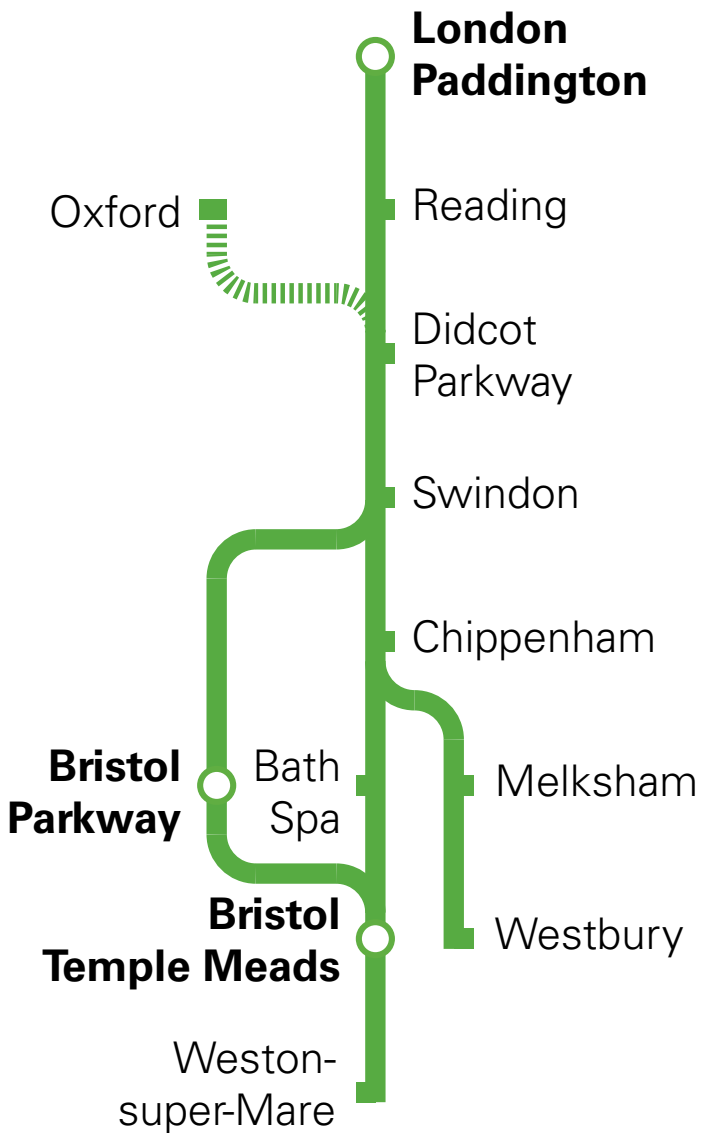 London
Paddington
Oxford
Reading
Didcot
Parkway
Swindon
Chippenham
Bristol
Parkway
Bath
Spa
Melksham
Bristol
Temple Meads
Westbury
Weston-
super-Mare